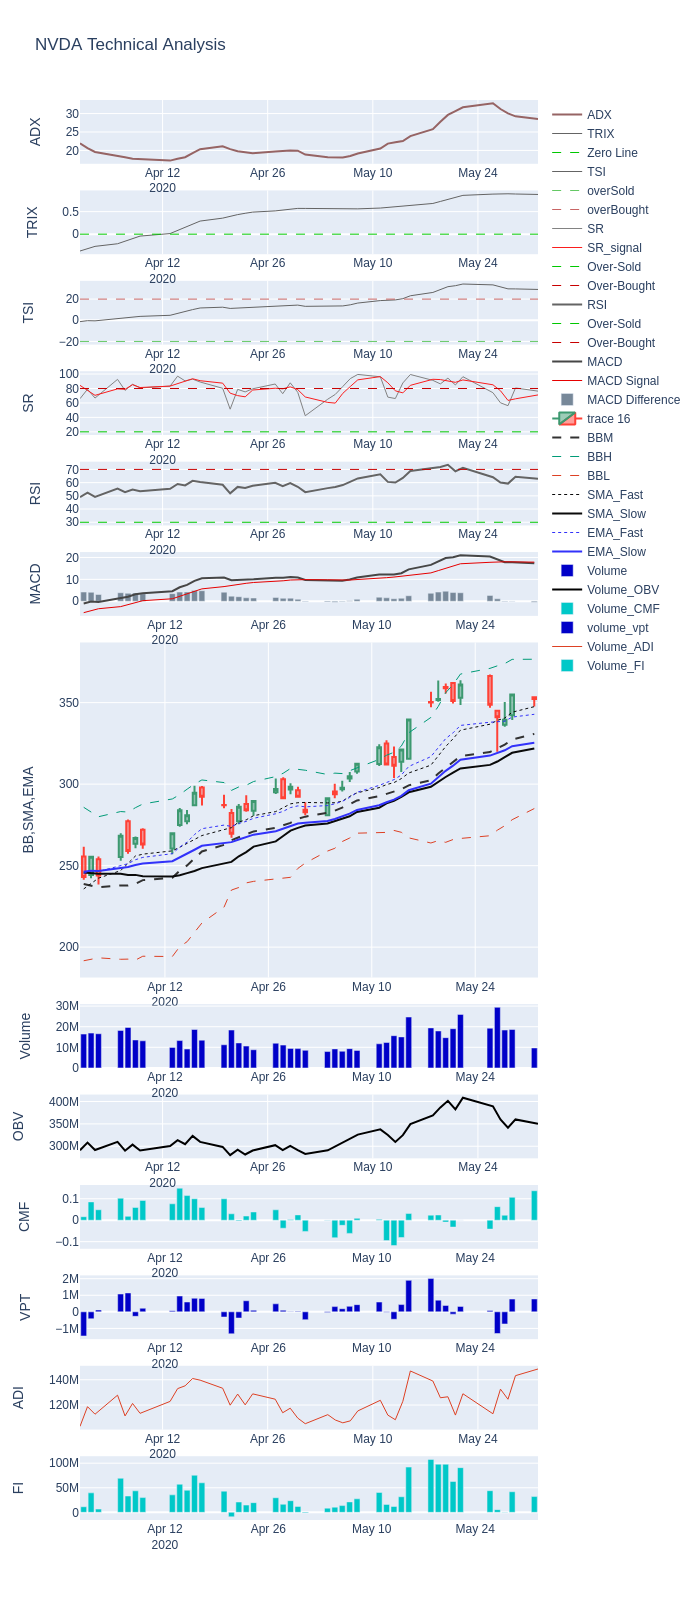 NVDA Technical Analysis
ADX
30
25
20
Apr 12
2020
Apr 26
May 10
May 24
TRIX
0.5
0
Apr 12
2020
Apr 26
May 10
May 24
TSI
20
0
−20
Apr 12
2020
Apr 26
May 10
May 24
SR
100
80
60
40
20
Apr 12
2020
Apr 26
May 10
May 24
RSI
70
60
50
40
30
Apr 12
2020
Apr 26
May 10
May 24
MACD
20
10
0
Apr 12
2020
Apr 26
May 10
May 24
BB,SMA,EMA
350
300
250
200
Apr 12
2020
Apr 26
May 10
May 24
Volume
30M
20M
10M
0
Apr 12
2020
Apr 26
May 10
May 24
OBV
400M
350M
300M
Apr 12
2020
Apr 26
May 10
May 24
CMF
0.1
0
−0.1
Apr 12
2020
Apr 26
May 10
May 24
VPT
2M
1M
0
−1M
Apr 12
2020
Apr 26
May 10
May 24
ADI
140M
120M
Apr 12
2020
Apr 26
May 10
May 24
FI
100M
50M
0
Apr 12
2020
Apr 26
May 10
May 24
ADX
TRIX
Zero Line
TSI
overSold
overBought
SR
SR_signal
Over-Sold
Over-Bought
RSI
Over-Sold
Over-Bought
MACD
MACD Signal
MACD Difference
trace 16
BBM
BBH
BBL
SMA_Fast
SMA_Slow
EMA_Fast
EMA_Slow
Volume
Volume_OBV
Volume_CMF
volume_vpt
Volume_ADI
Volume_FI